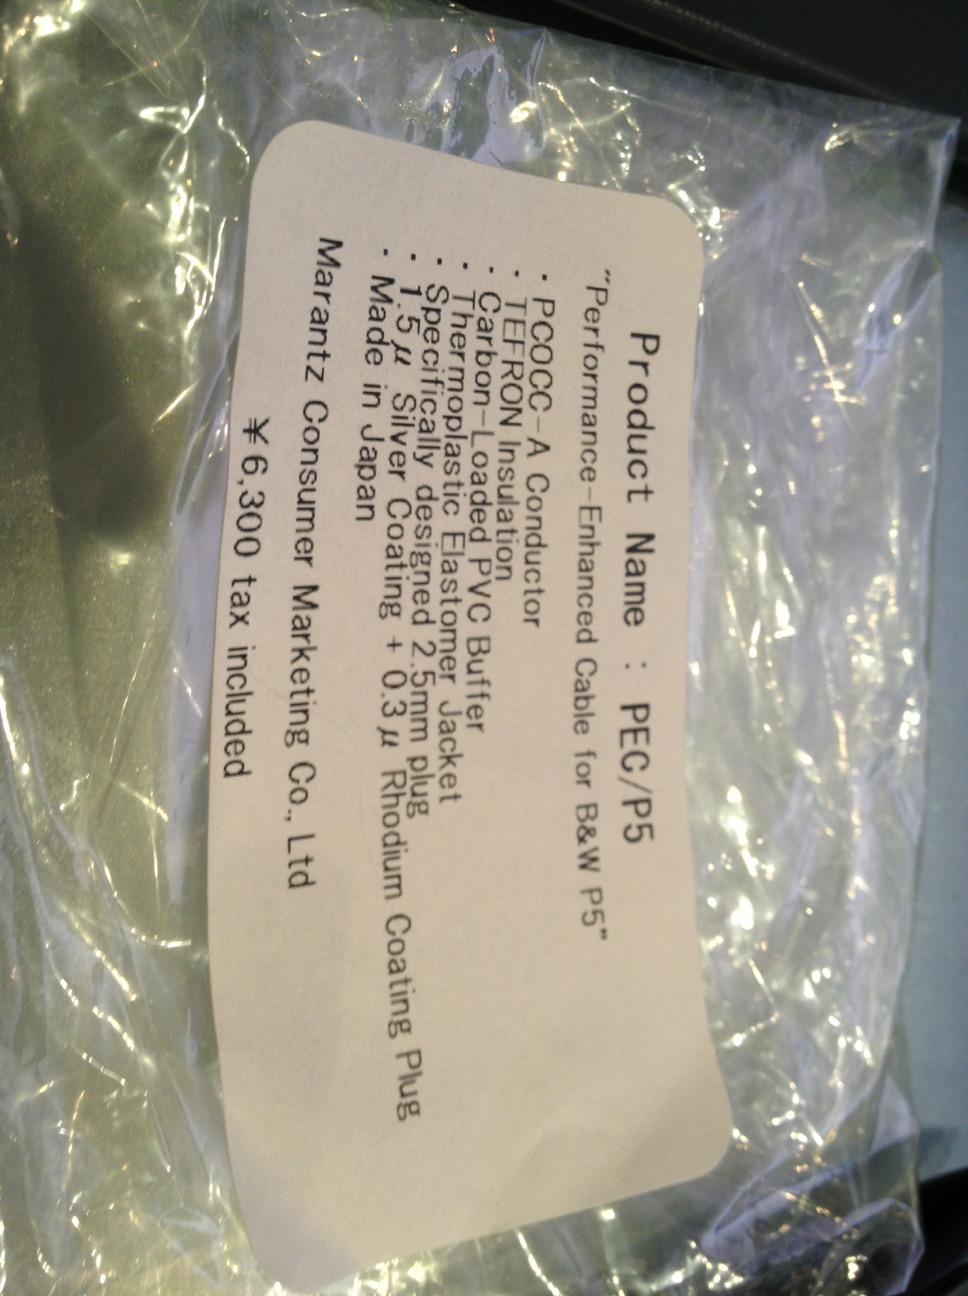 Product Name : PEC/P5
"Performance-Enhanced Cable for B&W P5"
· PCOCC-A Conductor
· TEFRON Insulation
· Carbon-Loaded PVC Buffer
· Thermoplastic Elastomer Jacket
· Specifically designed 2.5mm plug
· 1.5μ Silver Coating + 0.3μ Rhodium Coating Plug
· Made in Japan
Marantz Consumer Marketing Co., Ltd
¥6,300 tax included